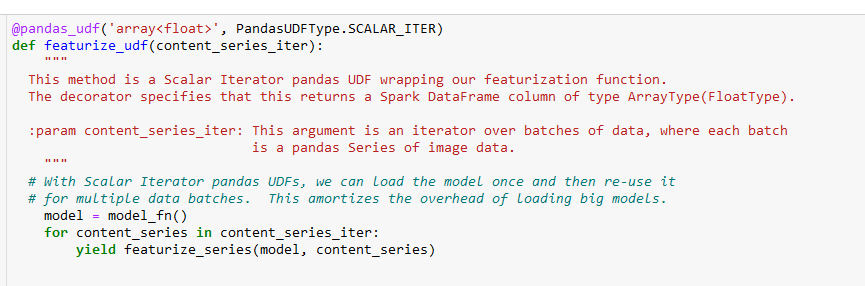 @pandas_udf('array<float>', PandasUDFType.SCALAR_ITER)
def featurize_udf(content_series_iter):
    """
  This method is a Scalar Iterator pandas UDF wrapping our featurization function.
  The decorator specifies that this returns a Spark DataFrame column of type ArrayType(FloatType).

  :param content_series_iter: This argument is an iterator over batches of data, where each batch
                              is a pandas Series of image data.
    """
  # With Scalar Iterator pandas UDFs, we can load the model once and then re-use it
  # for multiple data batches.  This amortizes the overhead of loading big models.
    model = model_fn()
    for content_series in content_series_iter:
        yield featurize_series(model, content_series)